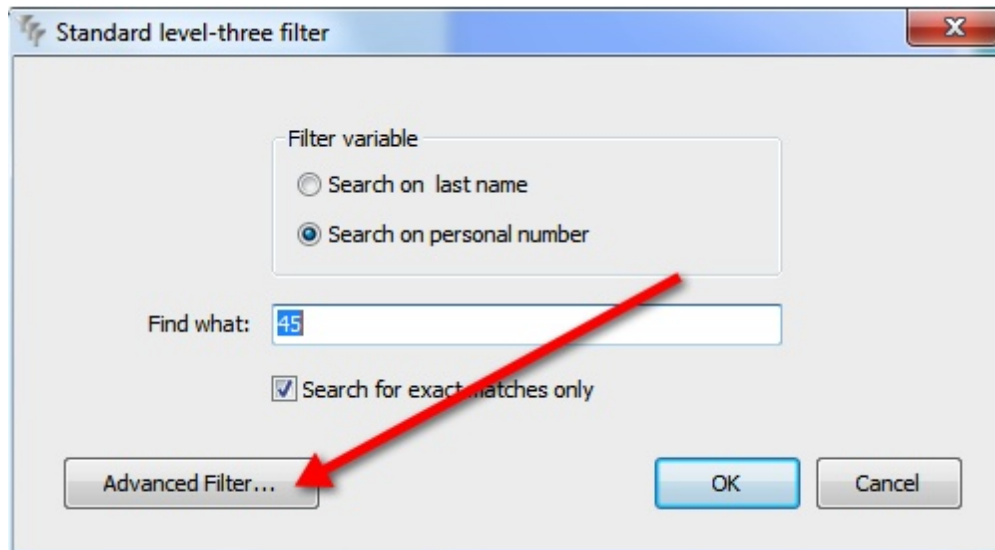 Standard level-three filter
Filter variable
Search on last name
Search on personal number
Find what: 45
Search for exact matches only
Advanced Filter... OK Cancel